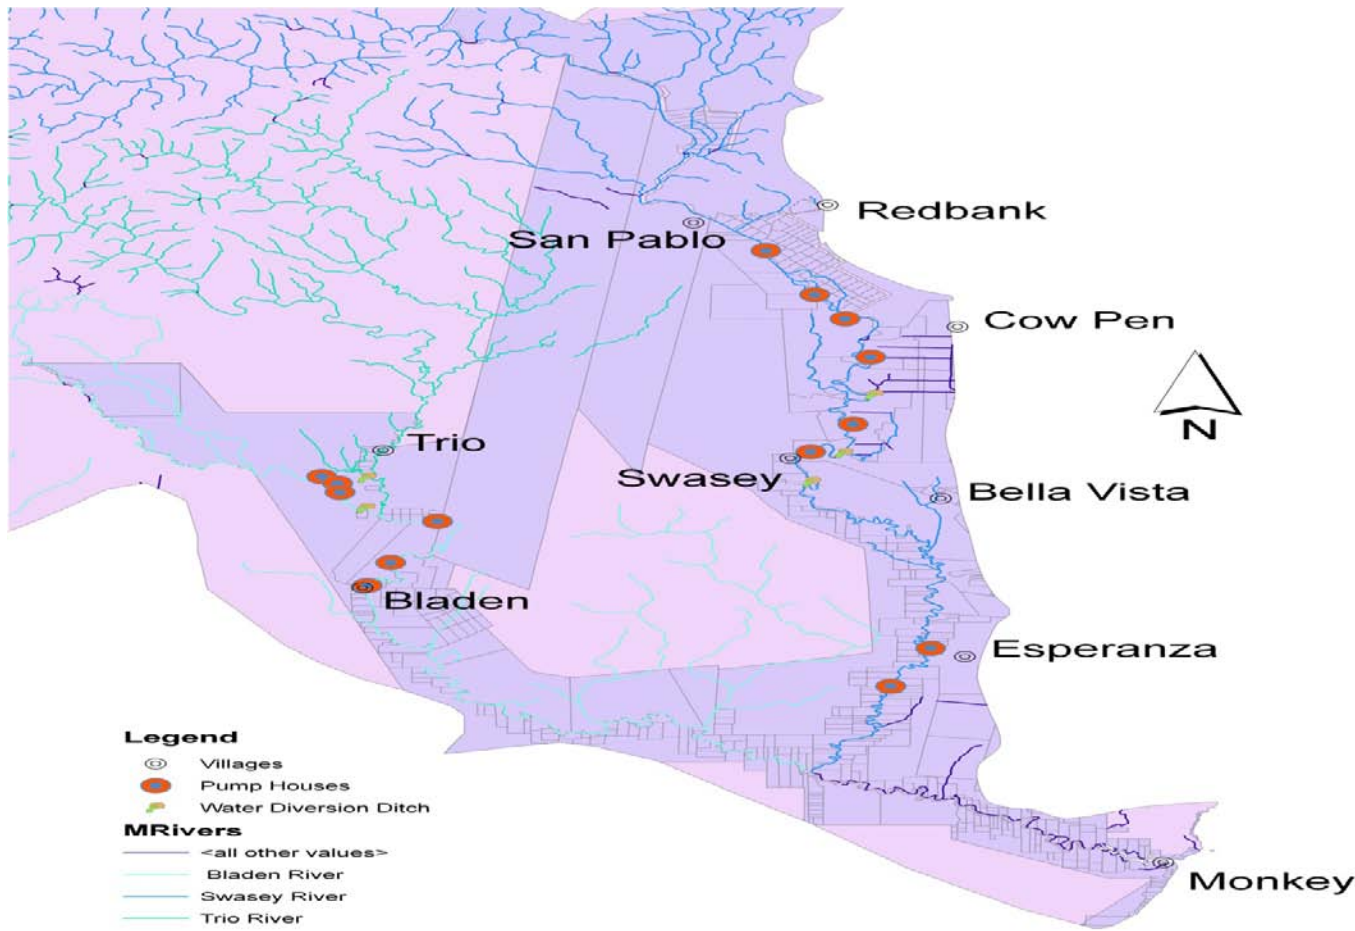 Redbank
San Pablo
Cow Pen
N
Trio
Swasey
Bella Vista
Bladen
Esperanza
Monkey
Legend
Villages
Pump Houses
Water Diversion Ditch
MRivers
<all other values>
Bladen River
Swasey River
Trio River